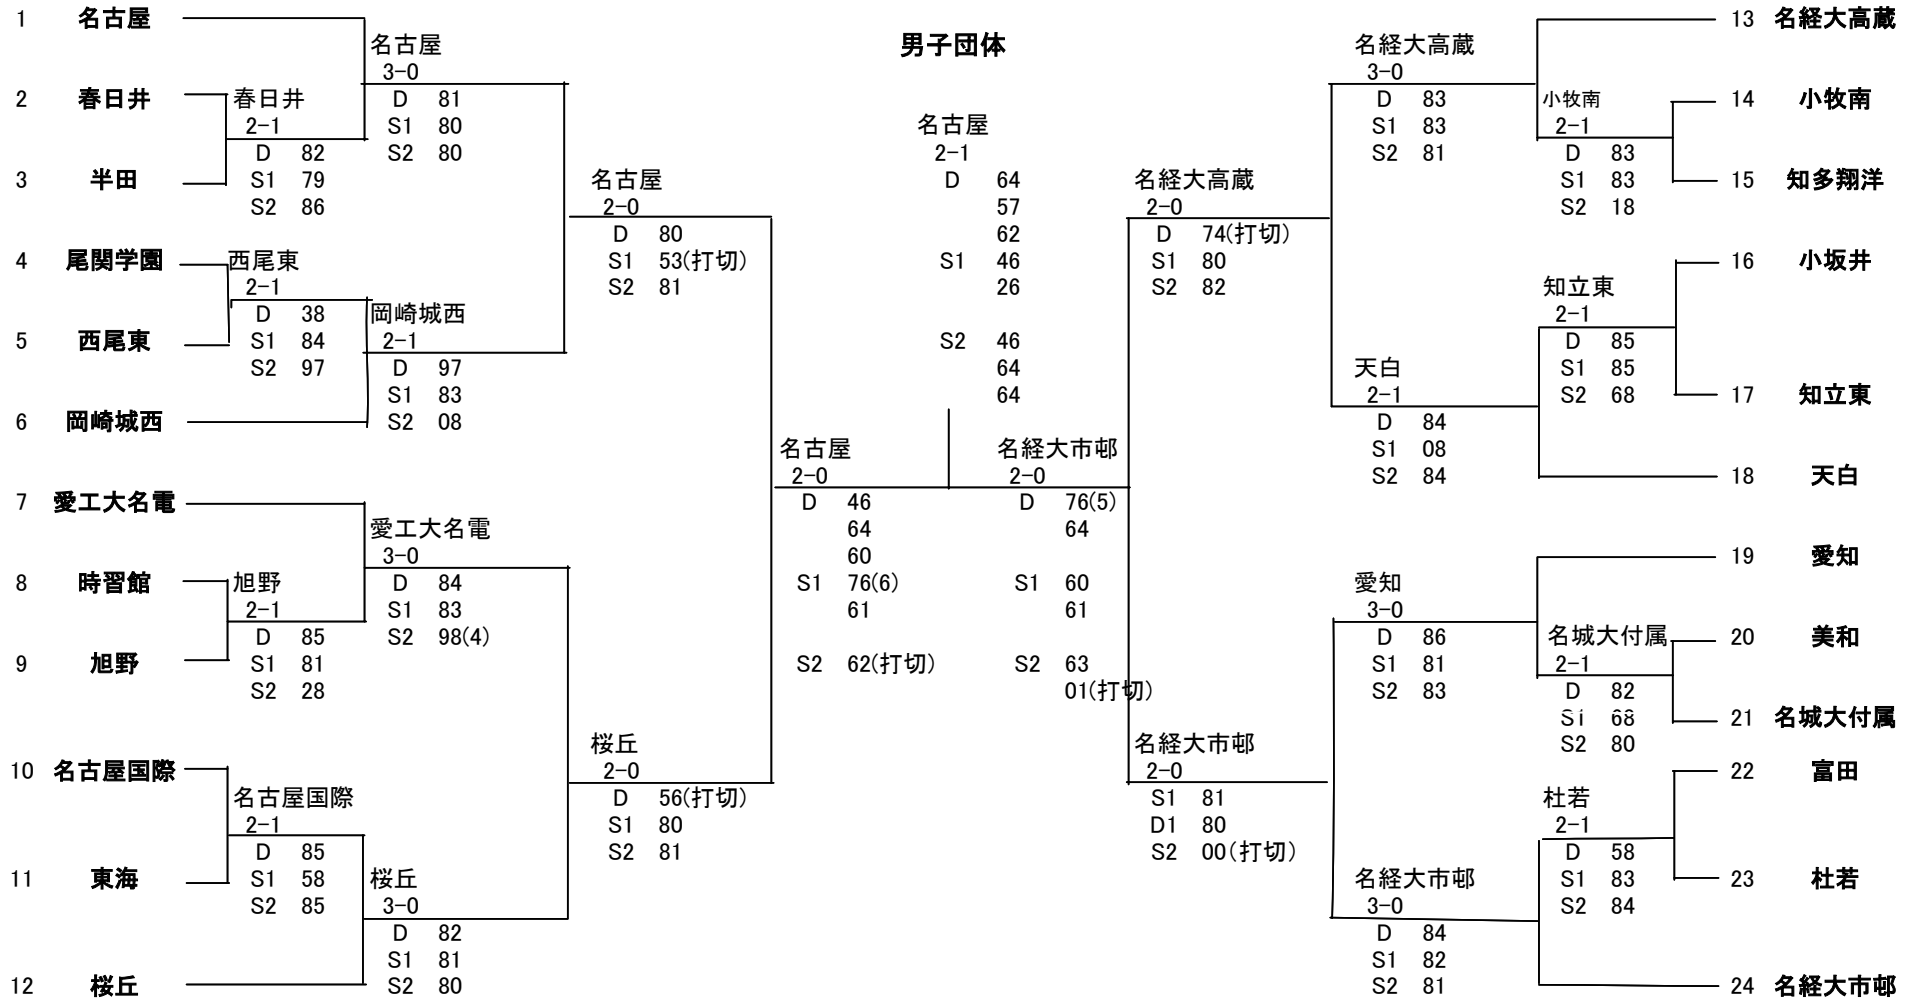 男子団体
1 名古屋
2 春日井
3 半田
4 尾関学園
5 西尾東
6 岡崎城西
7 愛工大名電
8 時習館
9 旭野
10 名古屋国際
11 東海
12 桜丘
春日井
2-1
D 82
S1 79
S2 86
西尾東
2-1
D 38
S1 84
S2 97
旭野
2-1
D 85
S1 81
S2 28
名古屋国際
2-1
D 85
S1 58
S2 85
名古屋
3-0
D 81
S1 80
S2 80
岡崎城西
2-1
D 97
S1 83
S2 08
愛工大名電
3-0
D 84
S1 83
S2 98(4)
桜丘
3-0
D 82
S1 81
S2 80
名古屋
2-0
D 80
S1 53(打切)
S2 81
桜丘
2-0
D 56(打切)
S1 80
S2 81
名古屋
2-0
D 46
64
60
S1 76(6)
61
S2 62(打切)
名古屋
2-1
D 64
57
62
S1 46
26
S2 46
64
64
名経大市邨
2-0
D 76(5)
64
S1 60
61
S2 63
01(打切)
名経大高蔵
2-0
D 74(打切)
S1 80
S2 82
名経大市邨
2-0
S1 81
D1 80
S2 00(打切)
名経大高蔵
3-0
D 83
S1 83
S2 81
天白
2-1
D 84
S1 08
S2 84
愛知
3-0
D 86
S1 81
S2 83
名経大市邨
3-0
D 84
S1 82
S2 81
小牧南
2-1
D 83
S1 83
S2 18
知立東
2-1
D 85
S1 85
S2 68
名城大付属
2-1
D 82
S1 68
S2 80
杜若
2-1
D 58
S1 83
S2 84
13 名経大高蔵
14 小牧南
15 知多翔洋
16 小坂井
17 知立東
18 天白
19 愛知
20 美和
21 名城大付属
22 富田
23 杜若
24 名経大市邨